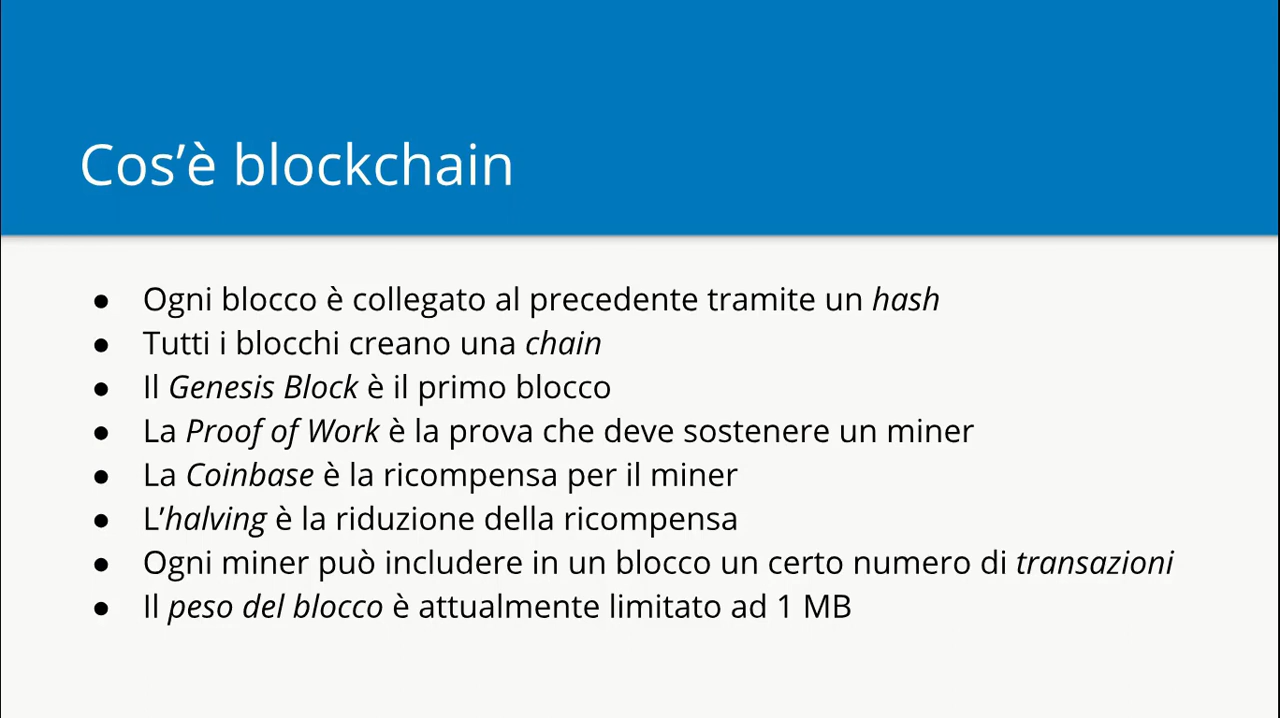 Cos’è blockchain
● Ogni blocco è collegato al precedente tramite un hash
● Tutti i blocchi creano una chain
● Il Genesis Block è il primo blocco
● La Proof of Work è la prova che deve sostenere un miner
● La Coinbase è la ricompensa per il miner
● L’halving è la riduzione della ricompensa
● Ogni miner può includere in un blocco un certo numero di transazioni
● Il peso del blocco è attualmente limitato ad 1 MB